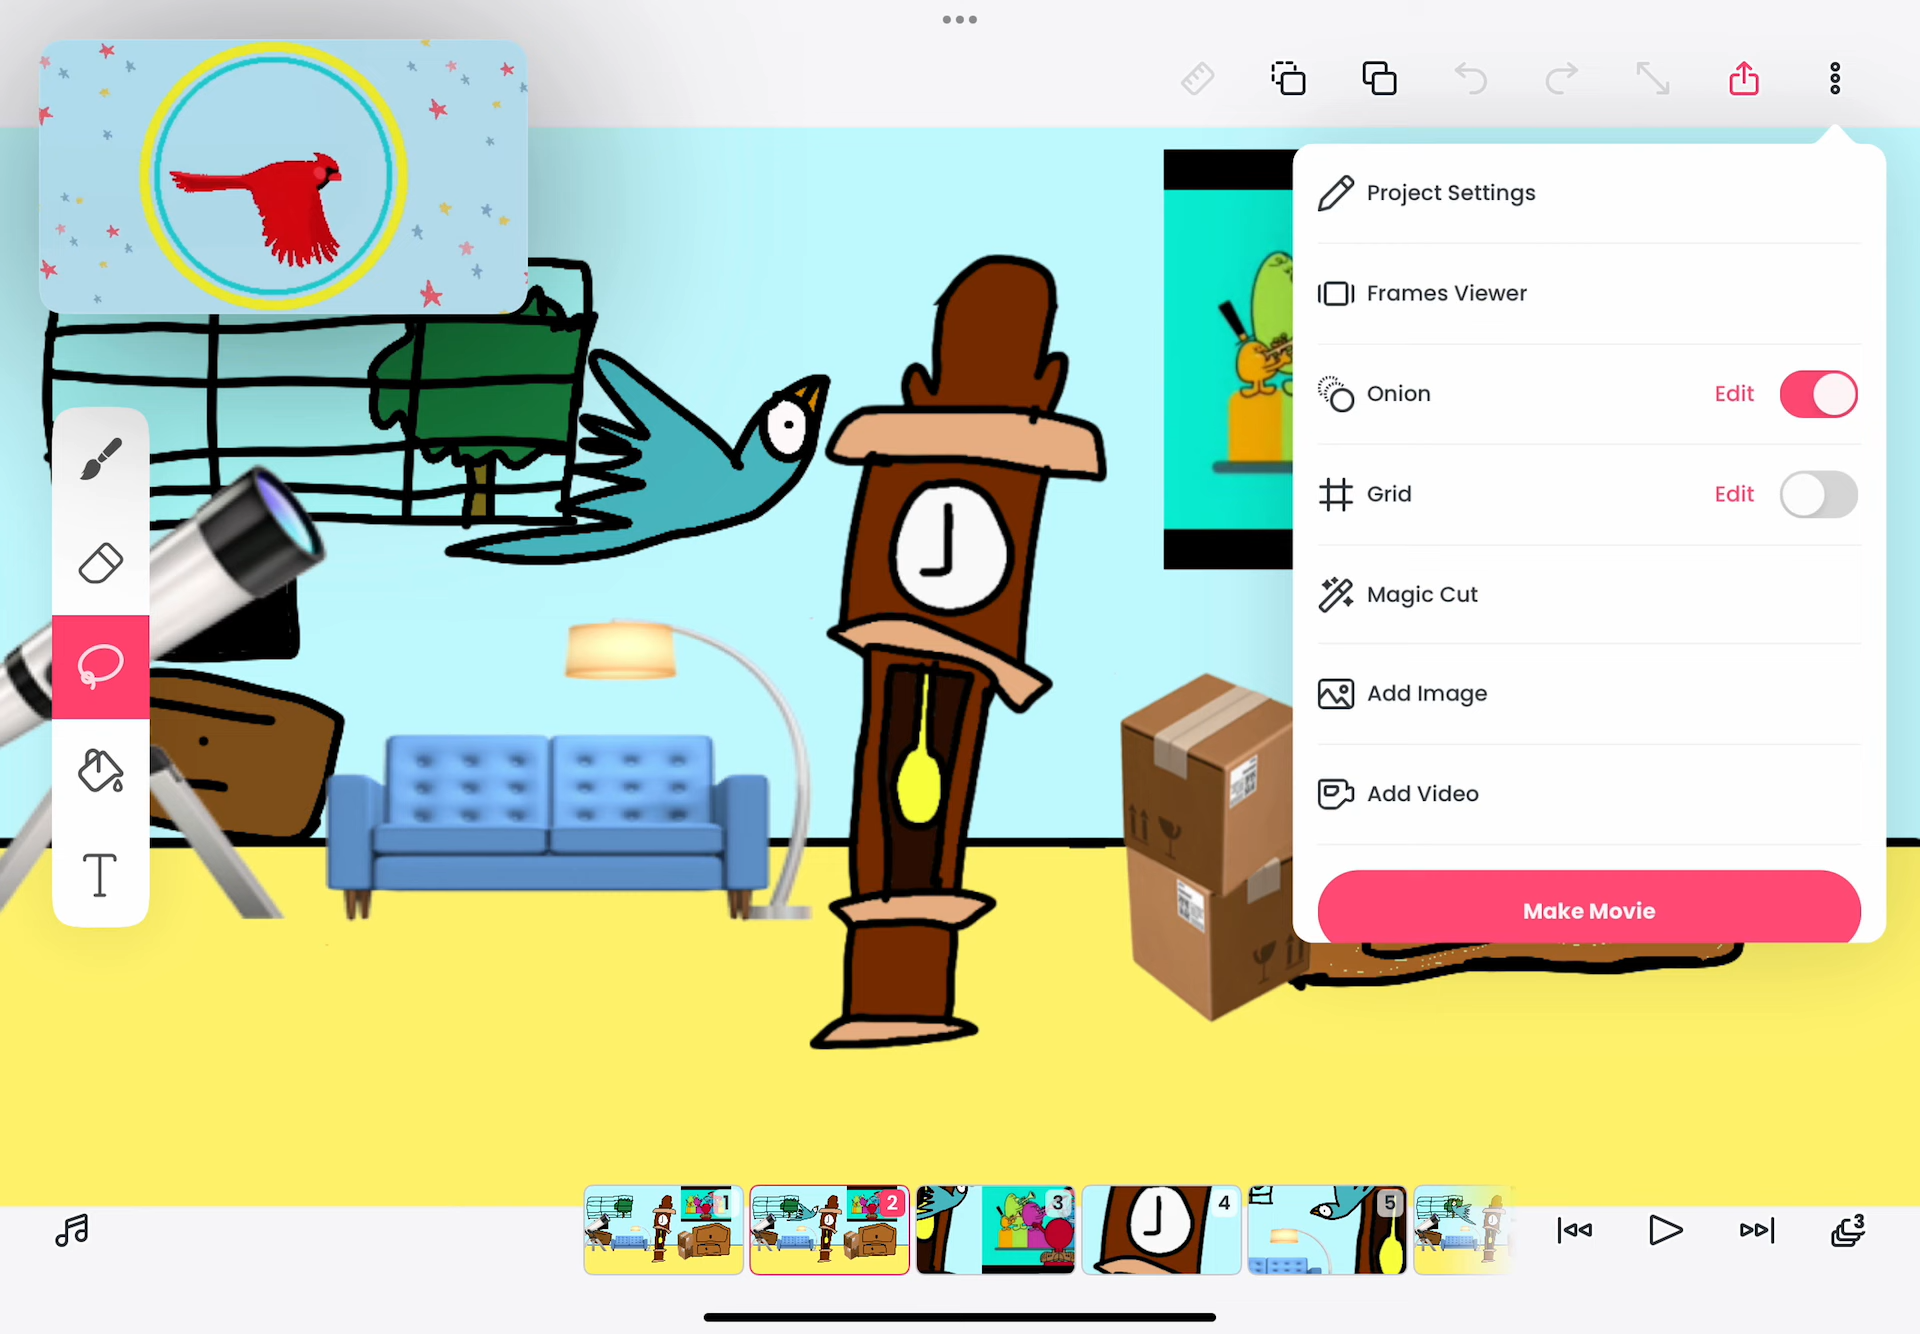 Project Settings
Frames Viewer
Onion Edit
Grid Edit
Magic Cut
Add Image
Add Video
Make Movie
T
1
2
3
4
5
3